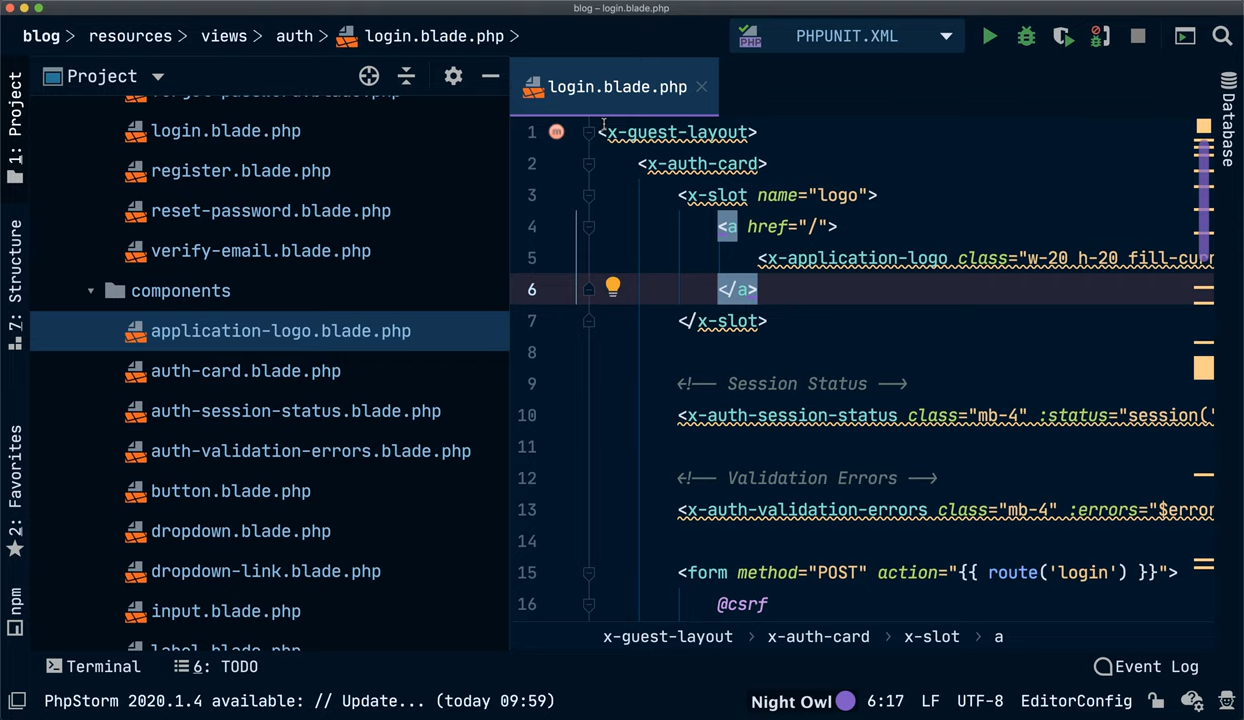 blog – login.blade.php
blog > resources > views > auth > login.blade.php >
PHPUNIT.XML
1: Project
7: Structure
2: Favorites
npm
Project
login.blade.php
register.blade.php
reset-password.blade.php
verify-email.blade.php
components
application-logo.blade.php
auth-card.blade.php
auth-session-status.blade.php
auth-validation-errors.blade.php
button.blade.php
dropdown.blade.php
dropdown-link.blade.php
input.blade.php
label.blade.php
login.blade.php
1 <x-guest-layout>
2 <x-auth-card>
3 <x-slot name="logo">
4 <a href="/">
5 <x-application-logo class="w-20 h-20 fill-curr
6 </a>
7 </x-slot>
8
9 <!-- Session Status -->
10 <x-auth-session-status class="mb-4" :status="session('
11
12 <!-- Validation Errors -->
13 <x-auth-validation-errors class="mb-4" :errors="$error
14
15 <form method="POST" action="{{ route('login') }}">
16 @csrf
x-guest-layout > x-auth-card > x-slot > a
Database
Terminal
6: TODO
Event Log
PhpStorm 2020.1.4 available: // Update... (today 09:59)
Night Owl
6:17
LF
UTF-8
EditorConfig